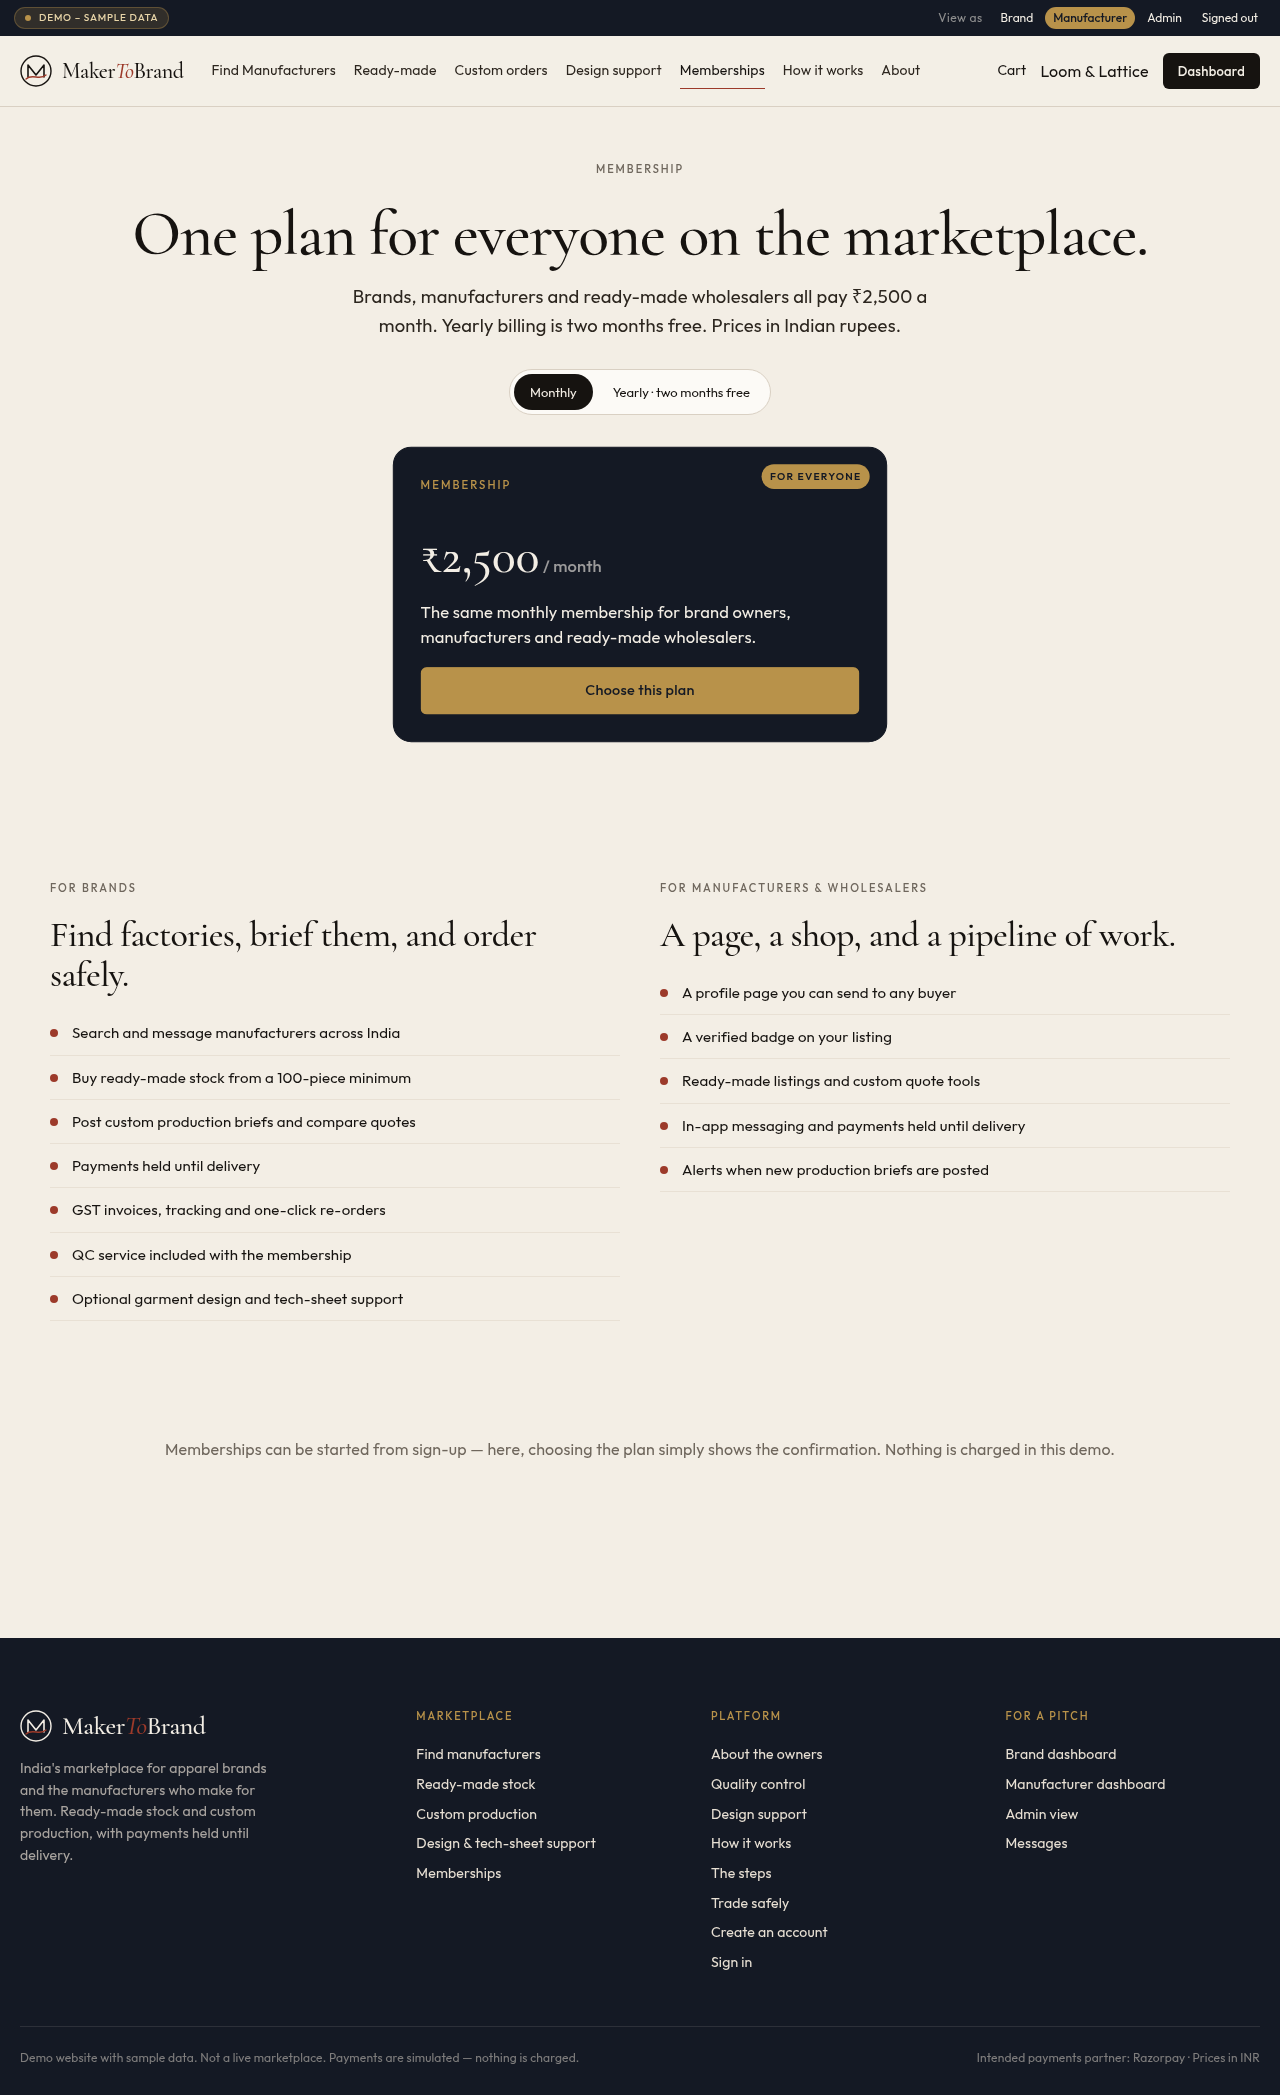 DEMO – SAMPLE DATA
View as Brand Manufacturer Admin Signed out
MakerToBrand
Find Manufacturers Ready-made Custom orders Design support Memberships How it works About
Cart Loom & Lattice Dashboard
MEMBERSHIP
One plan for everyone on the marketplace.
Brands, manufacturers and ready-made wholesalers all pay ₹2,500 a
month. Yearly billing is two months free. Prices in Indian rupees.
Monthly Yearly · two months free
MEMBERSHIP
FOR EVERYONE
₹2,500 / month
The same monthly membership for brand owners,
manufacturers and ready-made wholesalers.
Choose this plan
FOR BRANDS
Find factories, brief them, and order
safely.
Search and message manufacturers across India
Buy ready-made stock from a 100-piece minimum
Post custom production briefs and compare quotes
Payments held until delivery
GST invoices, tracking and one-click re-orders
QC service included with the membership
Optional garment design and tech-sheet support
FOR MANUFACTURERS & WHOLESALERS
A page, a shop, and a pipeline of work.
A profile page you can send to any buyer
A verified badge on your listing
Ready-made listings and custom quote tools
In-app messaging and payments held until delivery
Alerts when new production briefs are posted
Memberships can be started from sign-up — here, choosing the plan simply shows the confirmation. Nothing is charged in this demo.
MakerToBrand
India's marketplace for apparel brands
and the manufacturers who make for
them. Ready-made stock and custom
production, with payments held until
delivery.
MARKETPLACE
Find manufacturers
Ready-made stock
Custom production
Design & tech-sheet support
Memberships
PLATFORM
About the owners
Quality control
Design support
How it works
The steps
Trade safely
Create an account
Sign in
FOR A PITCH
Brand dashboard
Manufacturer dashboard
Admin view
Messages
Demo website with sample data. Not a live marketplace. Payments are simulated — nothing is charged.
Intended payments partner: Razorpay · Prices in INR